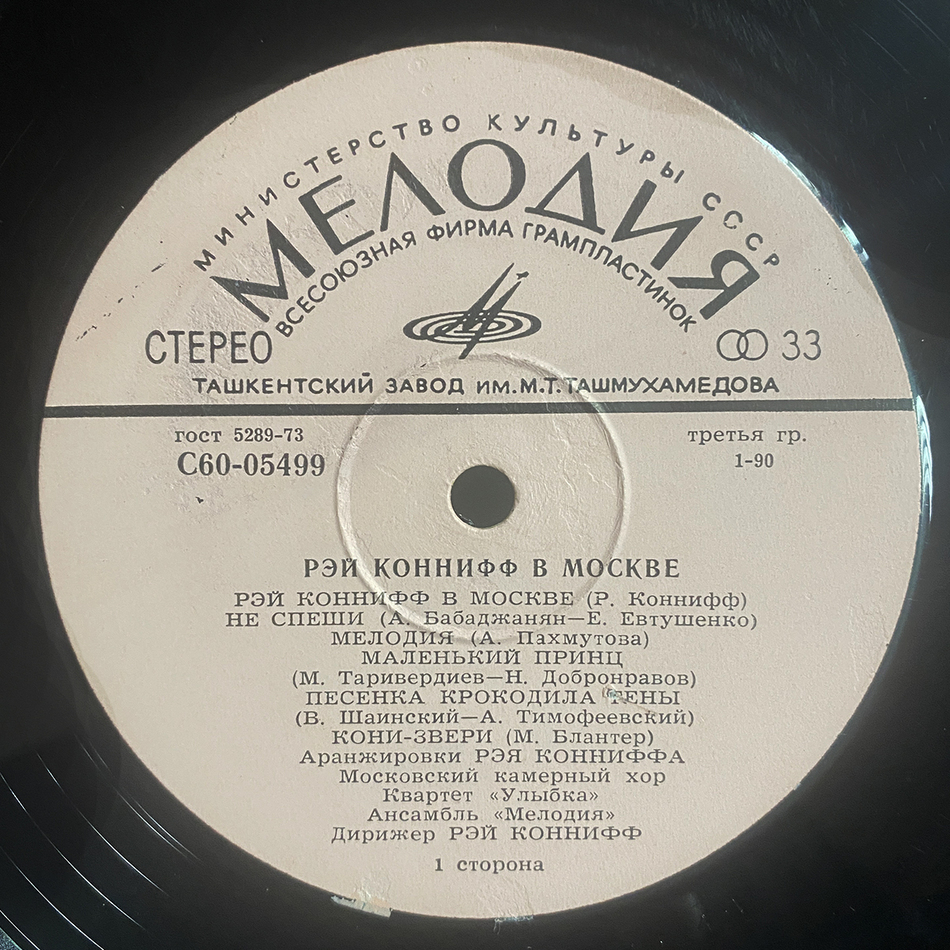 МИНИСТЕРСТВО КУЛЬТУРЫ СССР
МЕЛОДИЯ
ВСЕСОЮЗНАЯ ФИРМА ГРАМПЛАСТИНОК
СТЕРЕО
33
ТАШКЕНТСКИЙ ЗАВОД ИМ.М.Т.ТАШМУХАМЕДОВА
гост 5289-73
третья гр.
С60-05499
1-90
РЭЙ КОННИФФ В МОСКВЕ
РЭЙ КОННИФФ В МОСКВЕ (Р. Коннифф)
НЕ СПЕШИ (А. Бабаджанян—Е. Евтушенко)
МЕЛОДИЯ (А. Пахмутова)
МАЛЕНЬКИЙ ПРИНЦ
(М. Таривердиев—Н. Добронравов)
ПЕСЕНКА КРОКОДИЛА ГЕНЫ
(В. Шаинский—А. Тимофеевский)
КОНИ-ЗВЕРИ (М. Блантер)
Аранжировки РЭЯ КОННИФФА
Московский камерный хор
Квартет «Улыбка»
Ансамбль «Мелодия»
Дирижер РЭЙ КОННИФФ
1 сторона